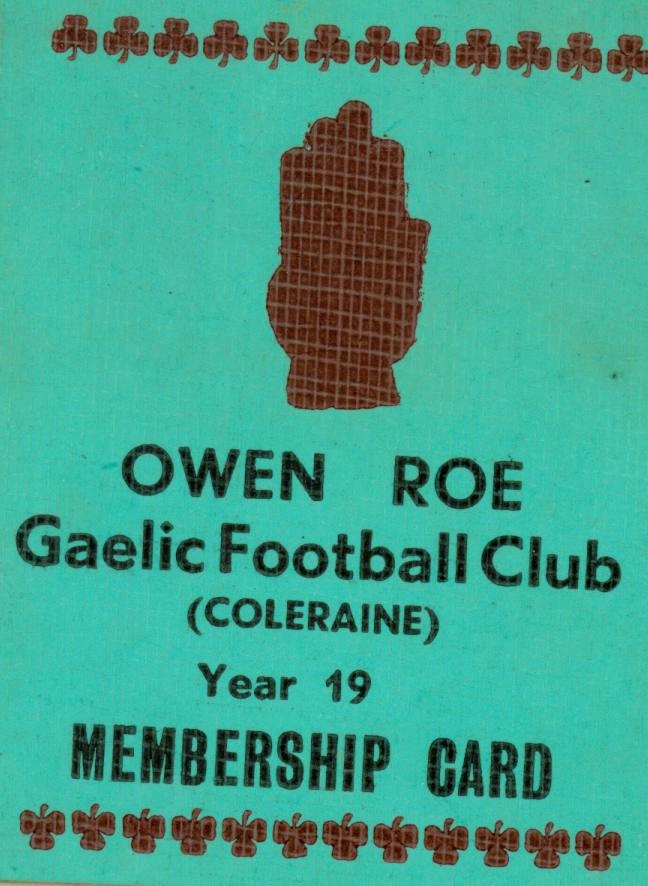 OWEN ROE
Gaelic Football Club
(COLERAINE)
Year 19
MEMBERSHIP CARD